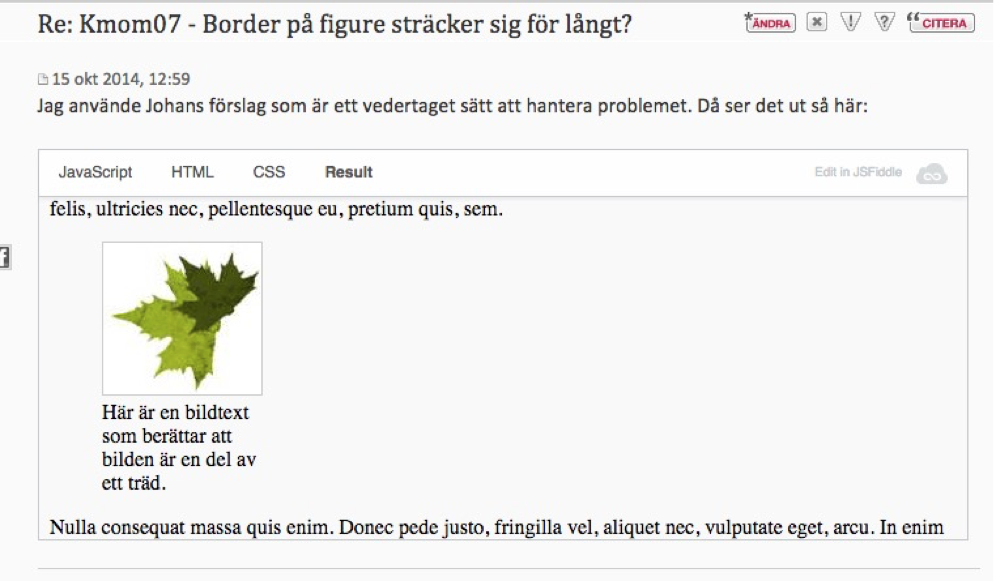 Re: Kmom07 - Border på figure sträcker sig för långt?
*ÄNDRA
!
?
“CITERA
15 okt 2014, 12:59
Jag använde Johans förslag som är ett vedertaget sätt att hantera problemet. Då ser det ut så här:
JavaScript HTML CSS Result Edit in JSFiddle
felis, ultricies nec, pellentesque eu, pretium quis, sem.
Här är en bildtext
som berättar att
bilden är en del av
ett träd.
Nulla consequat massa quis enim. Donec pede justo, fringilla vel, aliquet nec, vulputate eget, arcu. In enim